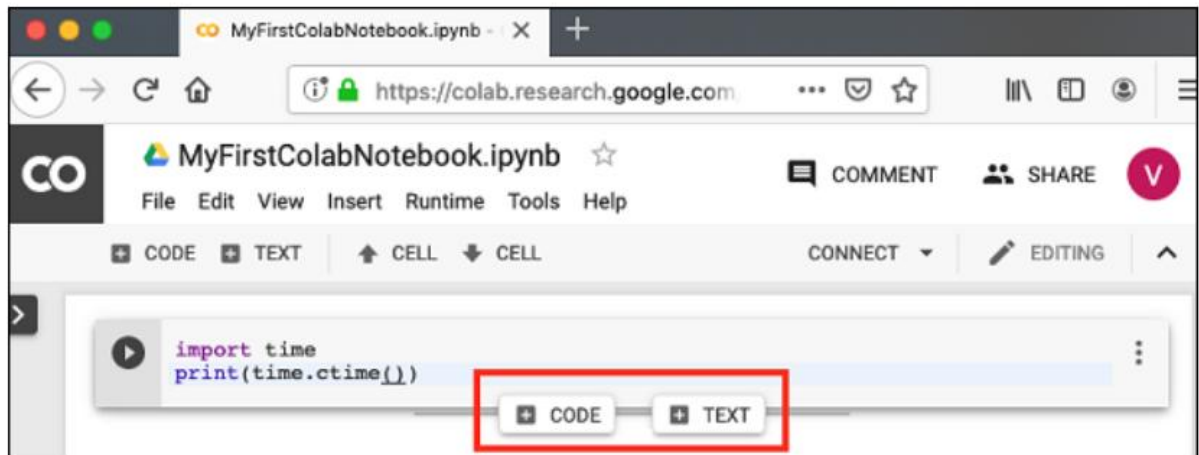 CO MyFirstColabNotebook.ipynb -
https://colab.research.google.com
CO MyFirstColabNotebook.ipynb
COMMENT SHARE V
File Edit View Insert Runtime Tools Help
CODE TEXT CELL CELL CONNECT EDITING
import time
print(time.ctime())
CODE TEXT